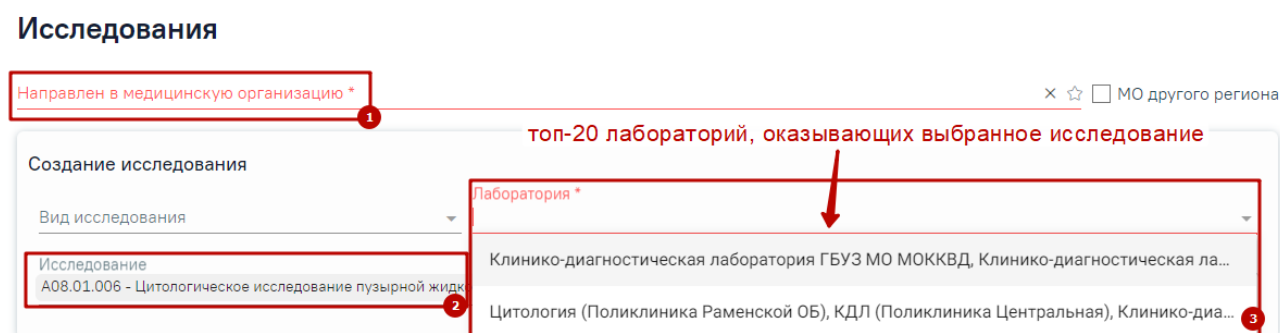 Исследования
Направлен в медицинскую организацию *
× МО другого региона
1
топ-20 лабораторий, оказывающих выбранное исследование
Создание исследования
Лаборатория *
Вид исследования
Исследование
Клинико-диагностическая лаборатория ГБУЗ МО МОККВД, Клинико-диагностическая ла...
А08.01.006 - Цитологическое исследование пузырной жидк
2
Цитология (Поликлиника Раменской ОБ), КДЛ (Поликлиника Центральная), Клинико-диа...
3